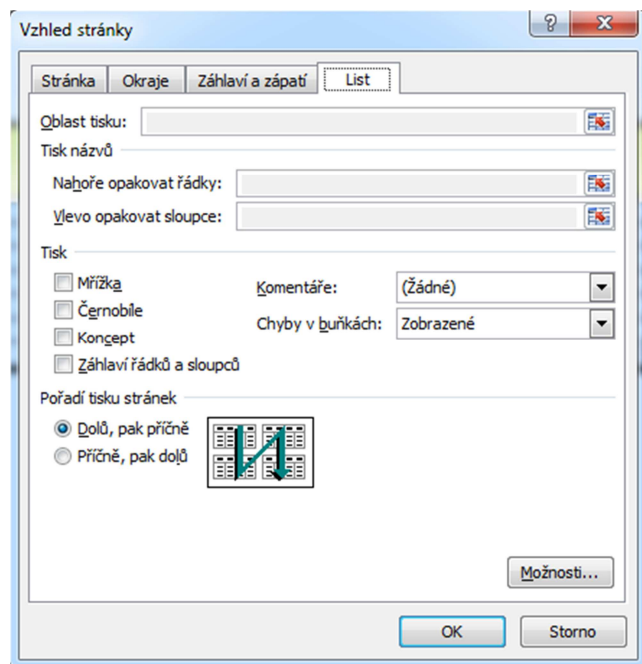 Vzhled stránky
Stránka Okraje Záhlaví a zápatí List
Oblast tisku:
Tisk názvů
Nahoře opakovat řádky:
Vlevo opakovat sloupce:
Tisk
Mřížka
Komentáře: (Žádné)
Černobíle
Chyby v buňkách: Zobrazené
Koncept
Záhlaví řádků a sloupců
Pořadí tisku stránek
Dolů, pak příčně
Příčně, pak dolů
Možnosti...
OK Storno